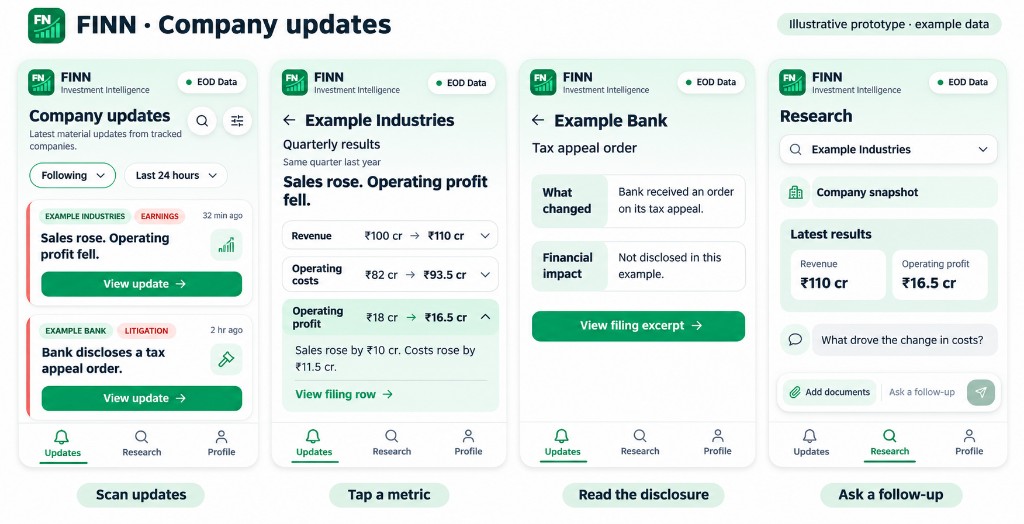 FN
FINN · Company updates
Illustrative prototype · example data
FN
FINN
Investment Intelligence
EOD Data
Company updates
Latest material updates from tracked
companies.
Following
Last 24 hours
EXAMPLE INDUSTRIES
EARNINGS
32 min ago
Sales rose. Operating
profit fell.
View update →
EXAMPLE BANK
LITIGATION
2 hr ago
Bank discloses a tax
appeal order.
View update →
Updates
Research
Profile
Scan updates
FN
FINN
Investment Intelligence
EOD Data
← Example Industries
Quarterly results
Same quarter last year
Sales rose. Operating profit
fell.
Revenue ₹100 cr → ₹110 cr
Operating
costs
₹82 cr → ₹93.5 cr
Operating
profit
₹18 cr → ₹16.5 cr
Sales rose by ₹10 cr. Costs rose by
₹11.5 cr.
View filing row →
Updates
Research
Profile
Tap a metric
FN
FINN
Investment Intelligence
EOD Data
← Example Bank
Tax appeal order
What
changed
Bank received an order
on its tax appeal.
Financial
impact
Not disclosed in this
example.
View filing excerpt →
Updates
Research
Profile
Read the disclosure
FN
FINN
Investment Intelligence
EOD Data
Research
Example Industries
Company snapshot
Latest results
Revenue
₹110 cr
Operating profit
₹16.5 cr
What drove the change in costs?
Add documents
Ask a follow-up
Updates
Research
Profile
Ask a follow-up